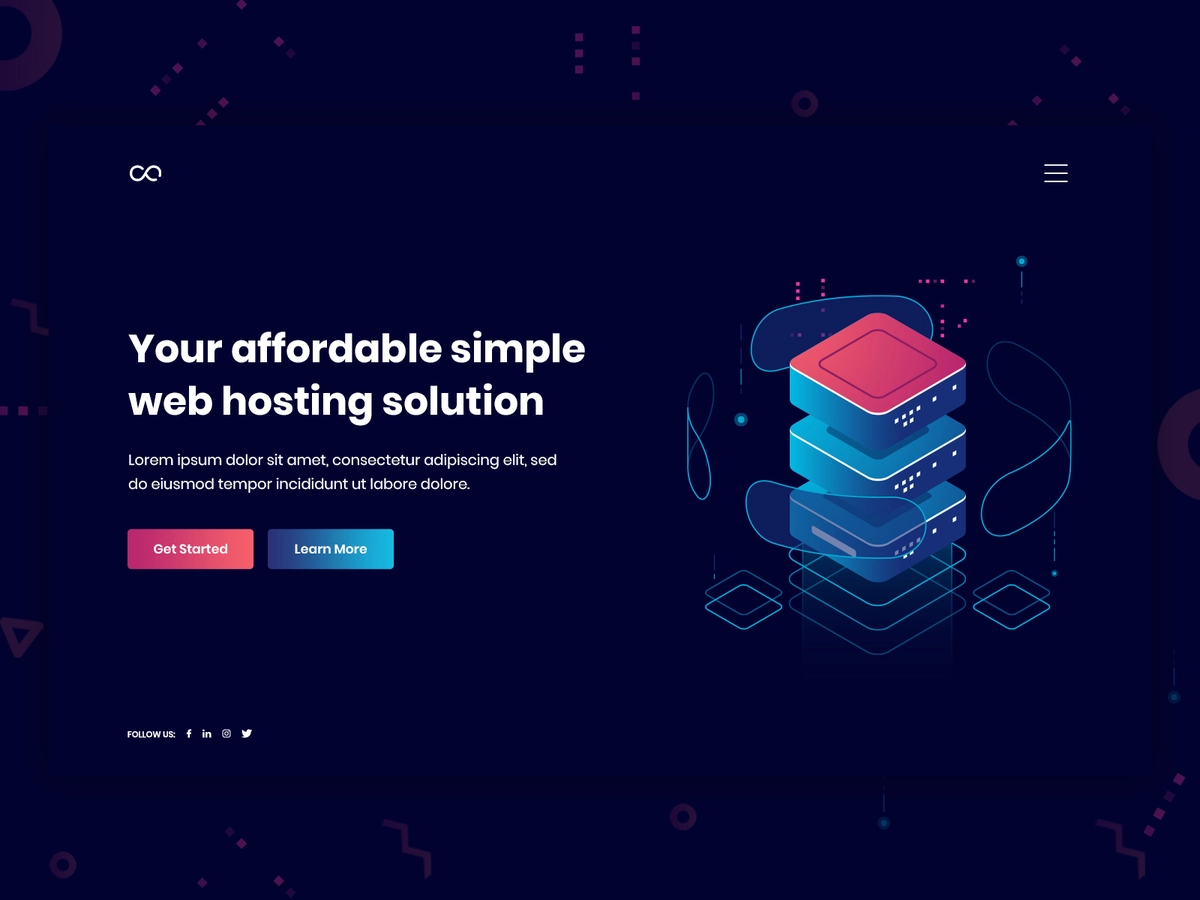 Your affordable simple
web hosting solution
Lorem ipsum dolor sit amet, consectetur adipiscing elit, sed
do eiusmod tempor incididunt ut labore dolore.
Get Started
Learn More
FOLLOW US: